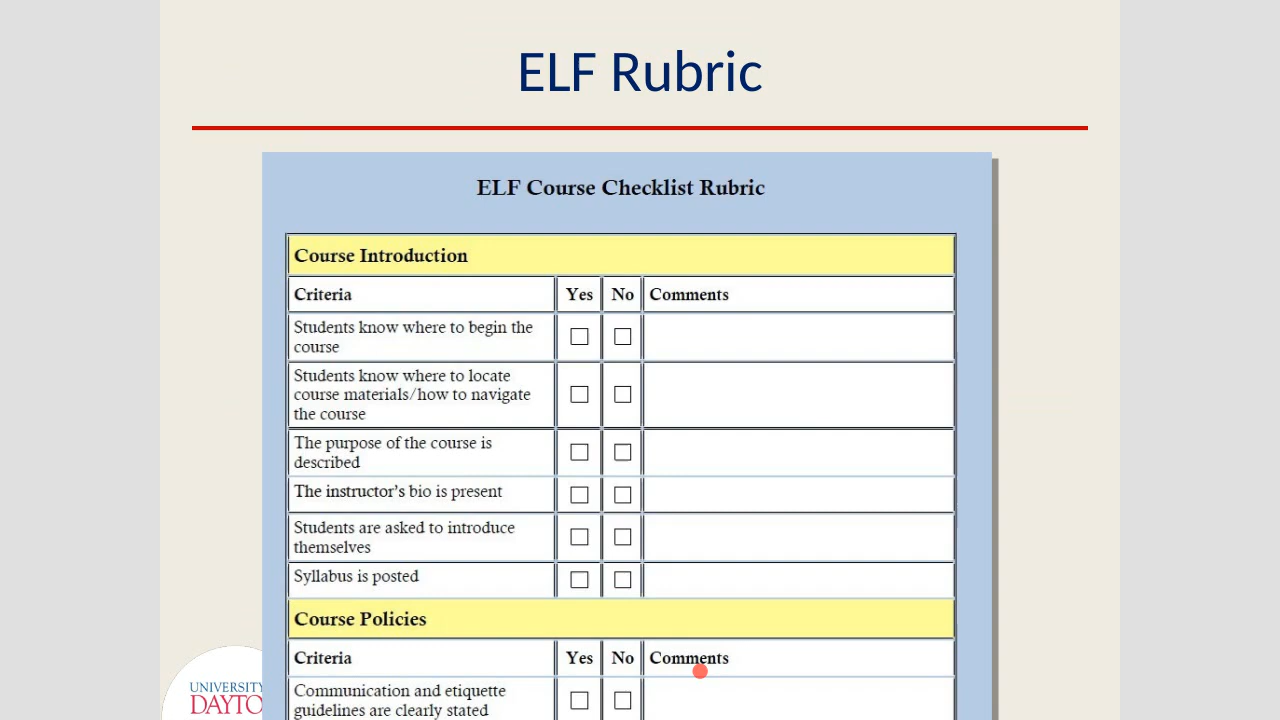 ELF Rubric
ELF Course Checklist Rubric
Course Introduction
Criteria Yes No Comments
Students know where to begin the
course
Students know where to locate
course materials/how to navigate
the course
The purpose of the course is
described
The instructor's bio is present
Students are asked to introduce
themselves
Syllabus is posted
Course Policies
Criteria Yes No Comments
Communication and etiquette
guidelines are clearly stated
UNIVERSITY
DAYTO